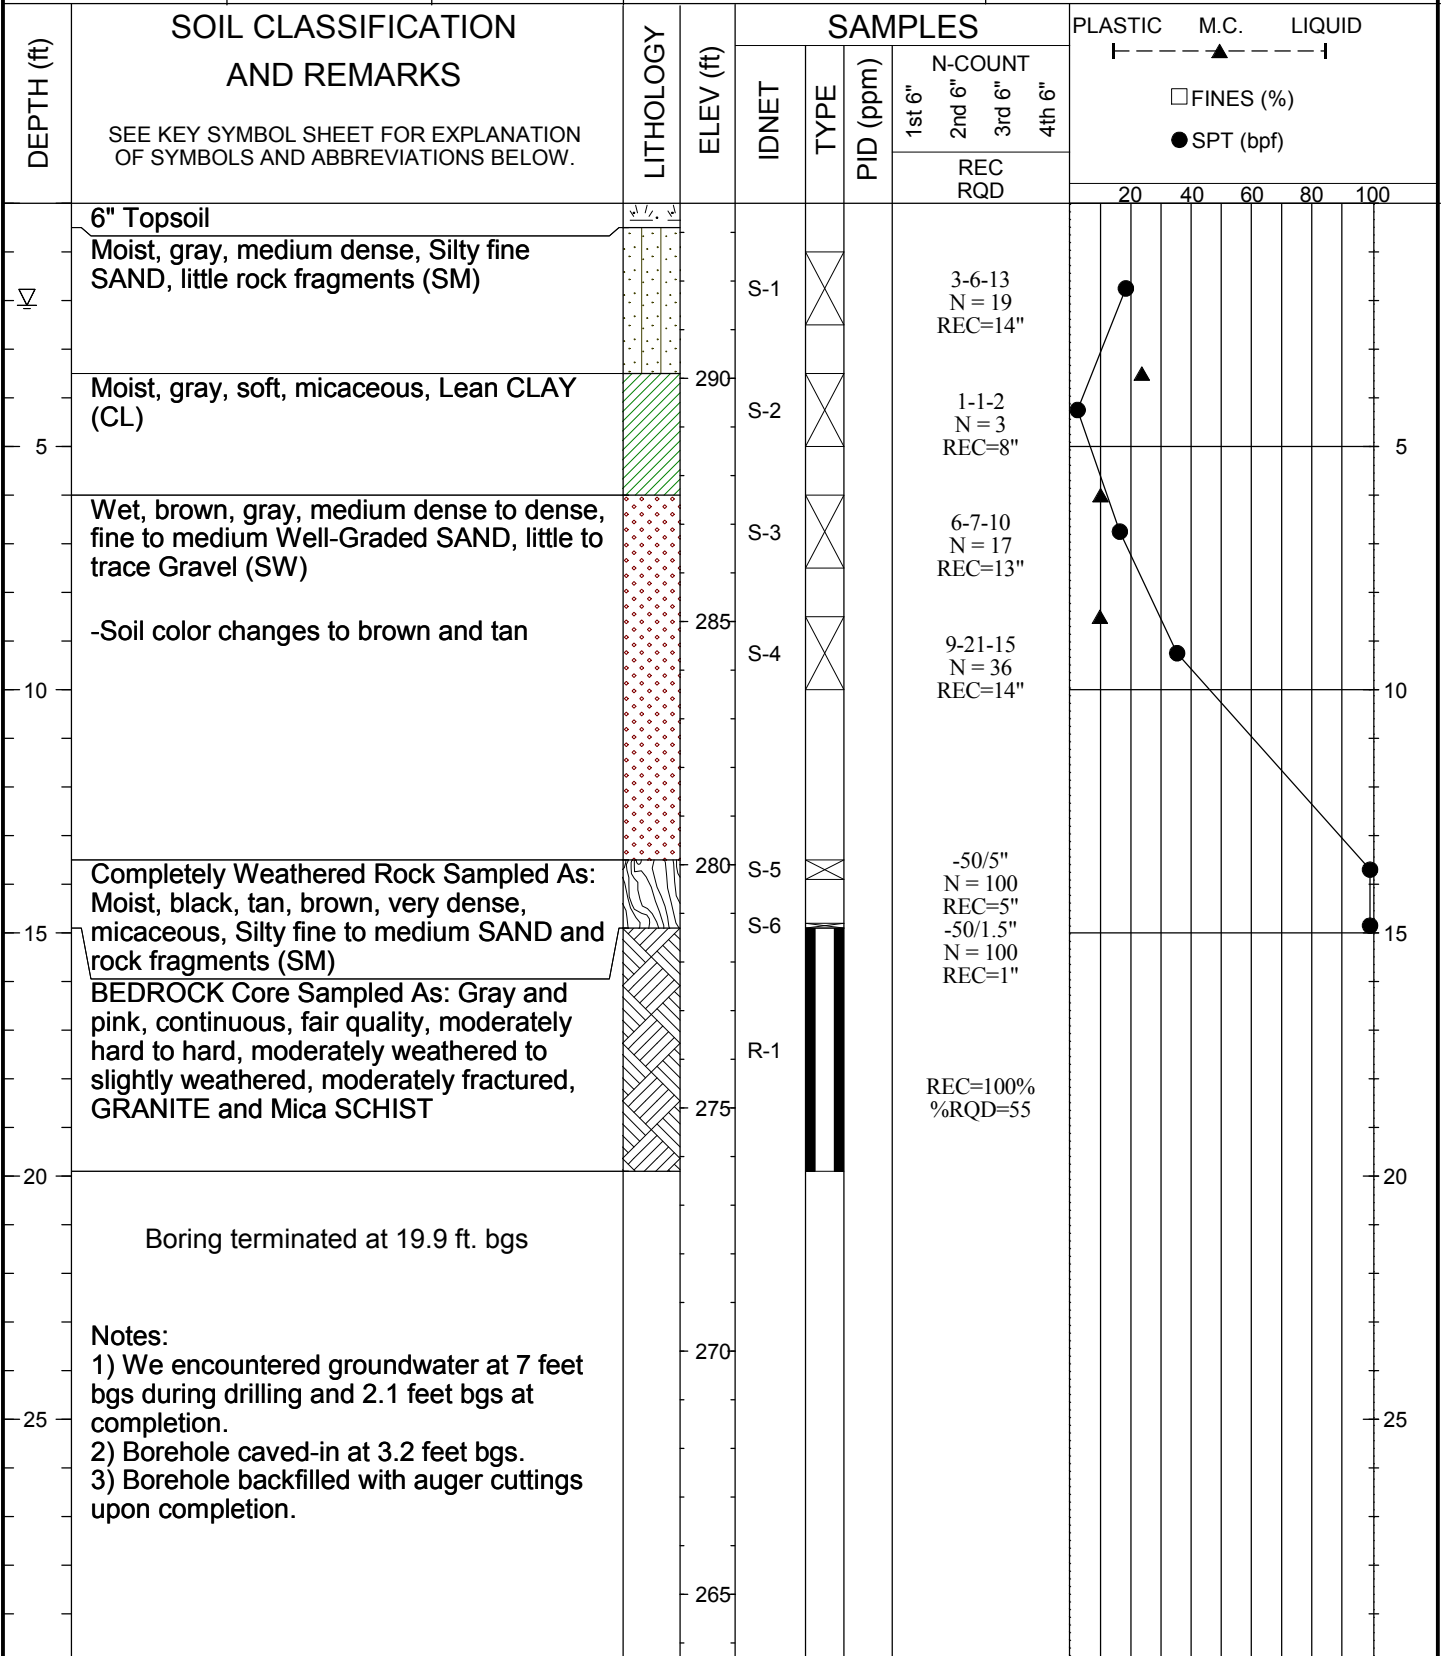 SOIL CLASSIFICATION
AND REMARKS
SEE KEY SYMBOL SHEET FOR EXPLANATION
OF SYMBOLS AND ABBREVIATIONS BELOW.
DEPTH (ft)
LITHOLOGY
ELEV (ft)
SAMPLES
IDNET
TYPE
PID (ppm)
N-COUNT
1st 6"
2nd 6"
3rd 6"
4th 6"
REC
RQD
PLASTIC M.C. LIQUID
FINES (%)
SPT (bpf)
20 40 60 80 100
6" Topsoil
Moist, gray, medium dense, Silty fine
SAND, little rock fragments (SM)
S-1
3-6-13
N = 19
REC=14"
290
Moist, gray, soft, micaceous, Lean CLAY
(CL)
S-2
1-1-2
N = 3
REC=8"
5
5
Wet, brown, gray, medium dense to dense,
fine to medium Well-Graded SAND, little to
trace Gravel (SW)
S-3
6-7-10
N = 17
REC=13"
-Soil color changes to brown and tan
285
S-4
9-21-15
N = 36
REC=14"
10
10
280
Completely Weathered Rock Sampled As:
Moist, black, tan, brown, very dense,
micaceous, Silty fine to medium SAND and
rock fragments (SM)
S-5
-50/5"
N = 100
REC=5"
S-6
-50/1.5"
N = 100
REC=1"
15
15
BEDROCK Core Sampled As: Gray and
pink, continuous, fair quality, moderately
hard to hard, moderately weathered to
slightly weathered, moderately fractured,
GRANITE and Mica SCHIST
R-1
REC=100%
%RQD=55
275
20
20
Boring terminated at 19.9 ft. bgs
Notes:
1) We encountered groundwater at 7 feet
bgs during drilling and 2.1 feet bgs at
completion.
2) Borehole caved-in at 3.2 feet bgs.
3) Borehole backfilled with auger cuttings
upon completion.
270
25
25
265